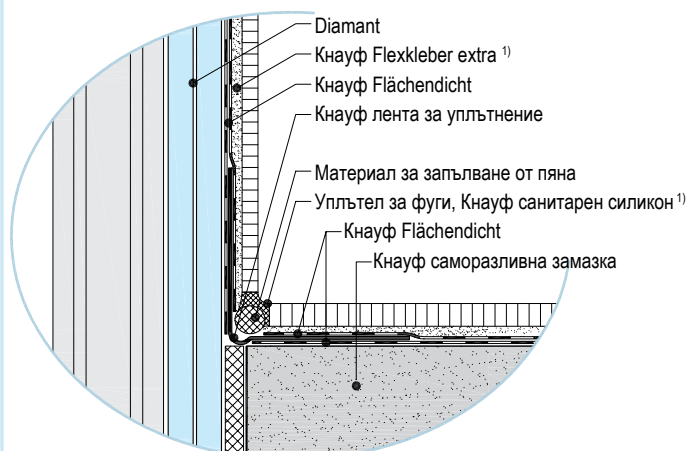 Diamant
Кнауф Flexkleber extra 1)
Кнауф Flächendicht
Кнауф лента за уплътнение
Материал за запълване от пяна
Уплътел за фуги, Кнауф санитарен силикон 1)
Кнауф Flächendicht
Кнауф саморазливна замазка